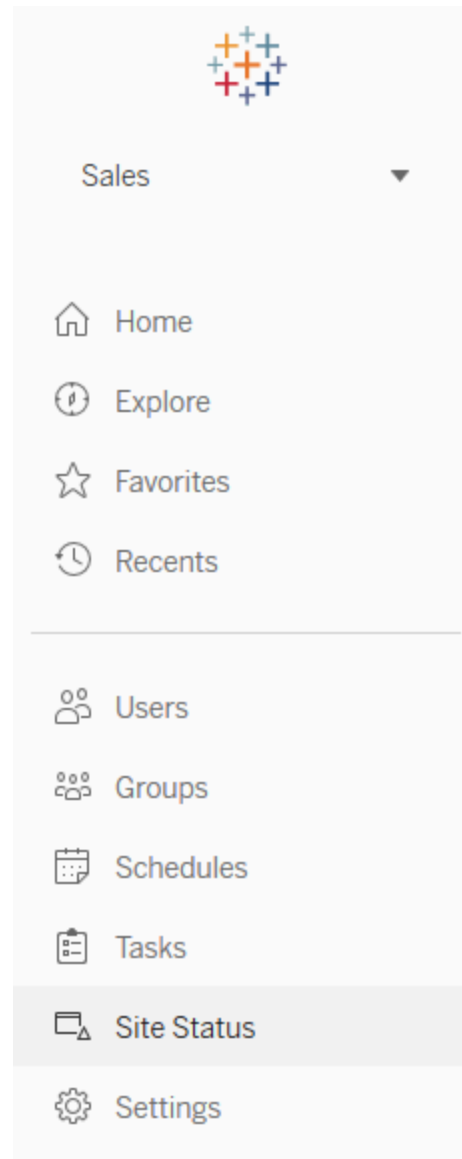 Sales
Home
Explore
Favorites
Recents
Users
Groups
Schedules
Tasks
Site Status
Settings